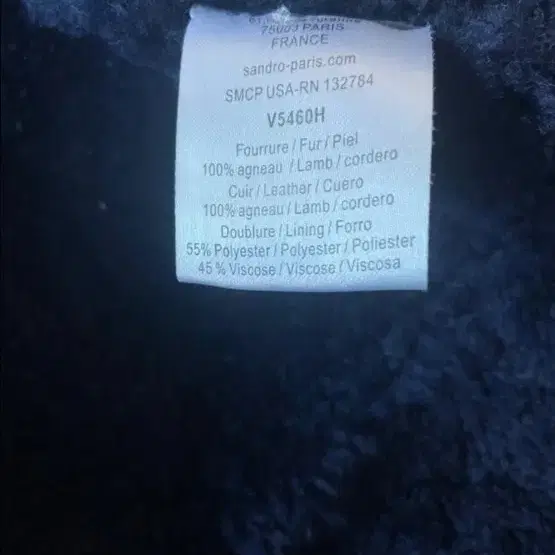 75003 PARIS
FRANCE
sandro-paris.com
SMCP USA-RN 132784
V5460H
Fourrure / Fur / Piel
100% agneau / Lamb / cordero
Cuir / Leather / Cuero
100% agneau / Lamb / cordero
Doublure / Lining / Forro
55% Polyester / Polyester / Poliester
45 % Viscose / Viscose / Viscosa